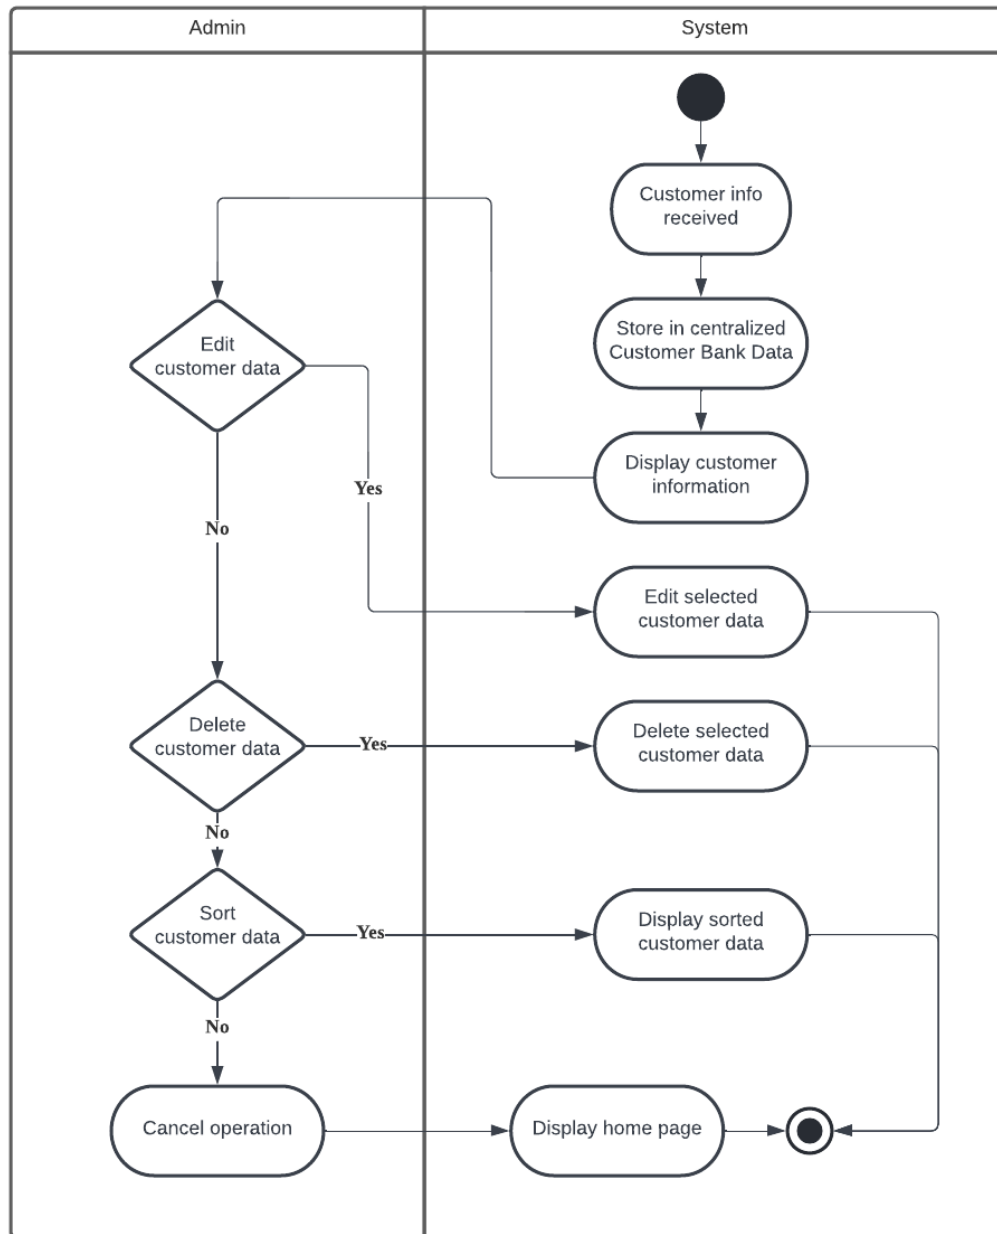 Admin
System
Customer info
received
Store in centralized
Customer Bank Data
Edit
customer data
Display customer
information
Yes
No
Edit selected
customer data
Delete
customer data
Yes
Delete selected
customer data
No
Sort
customer data
Yes
Display sorted
customer data
No
Cancel operation
Display home page